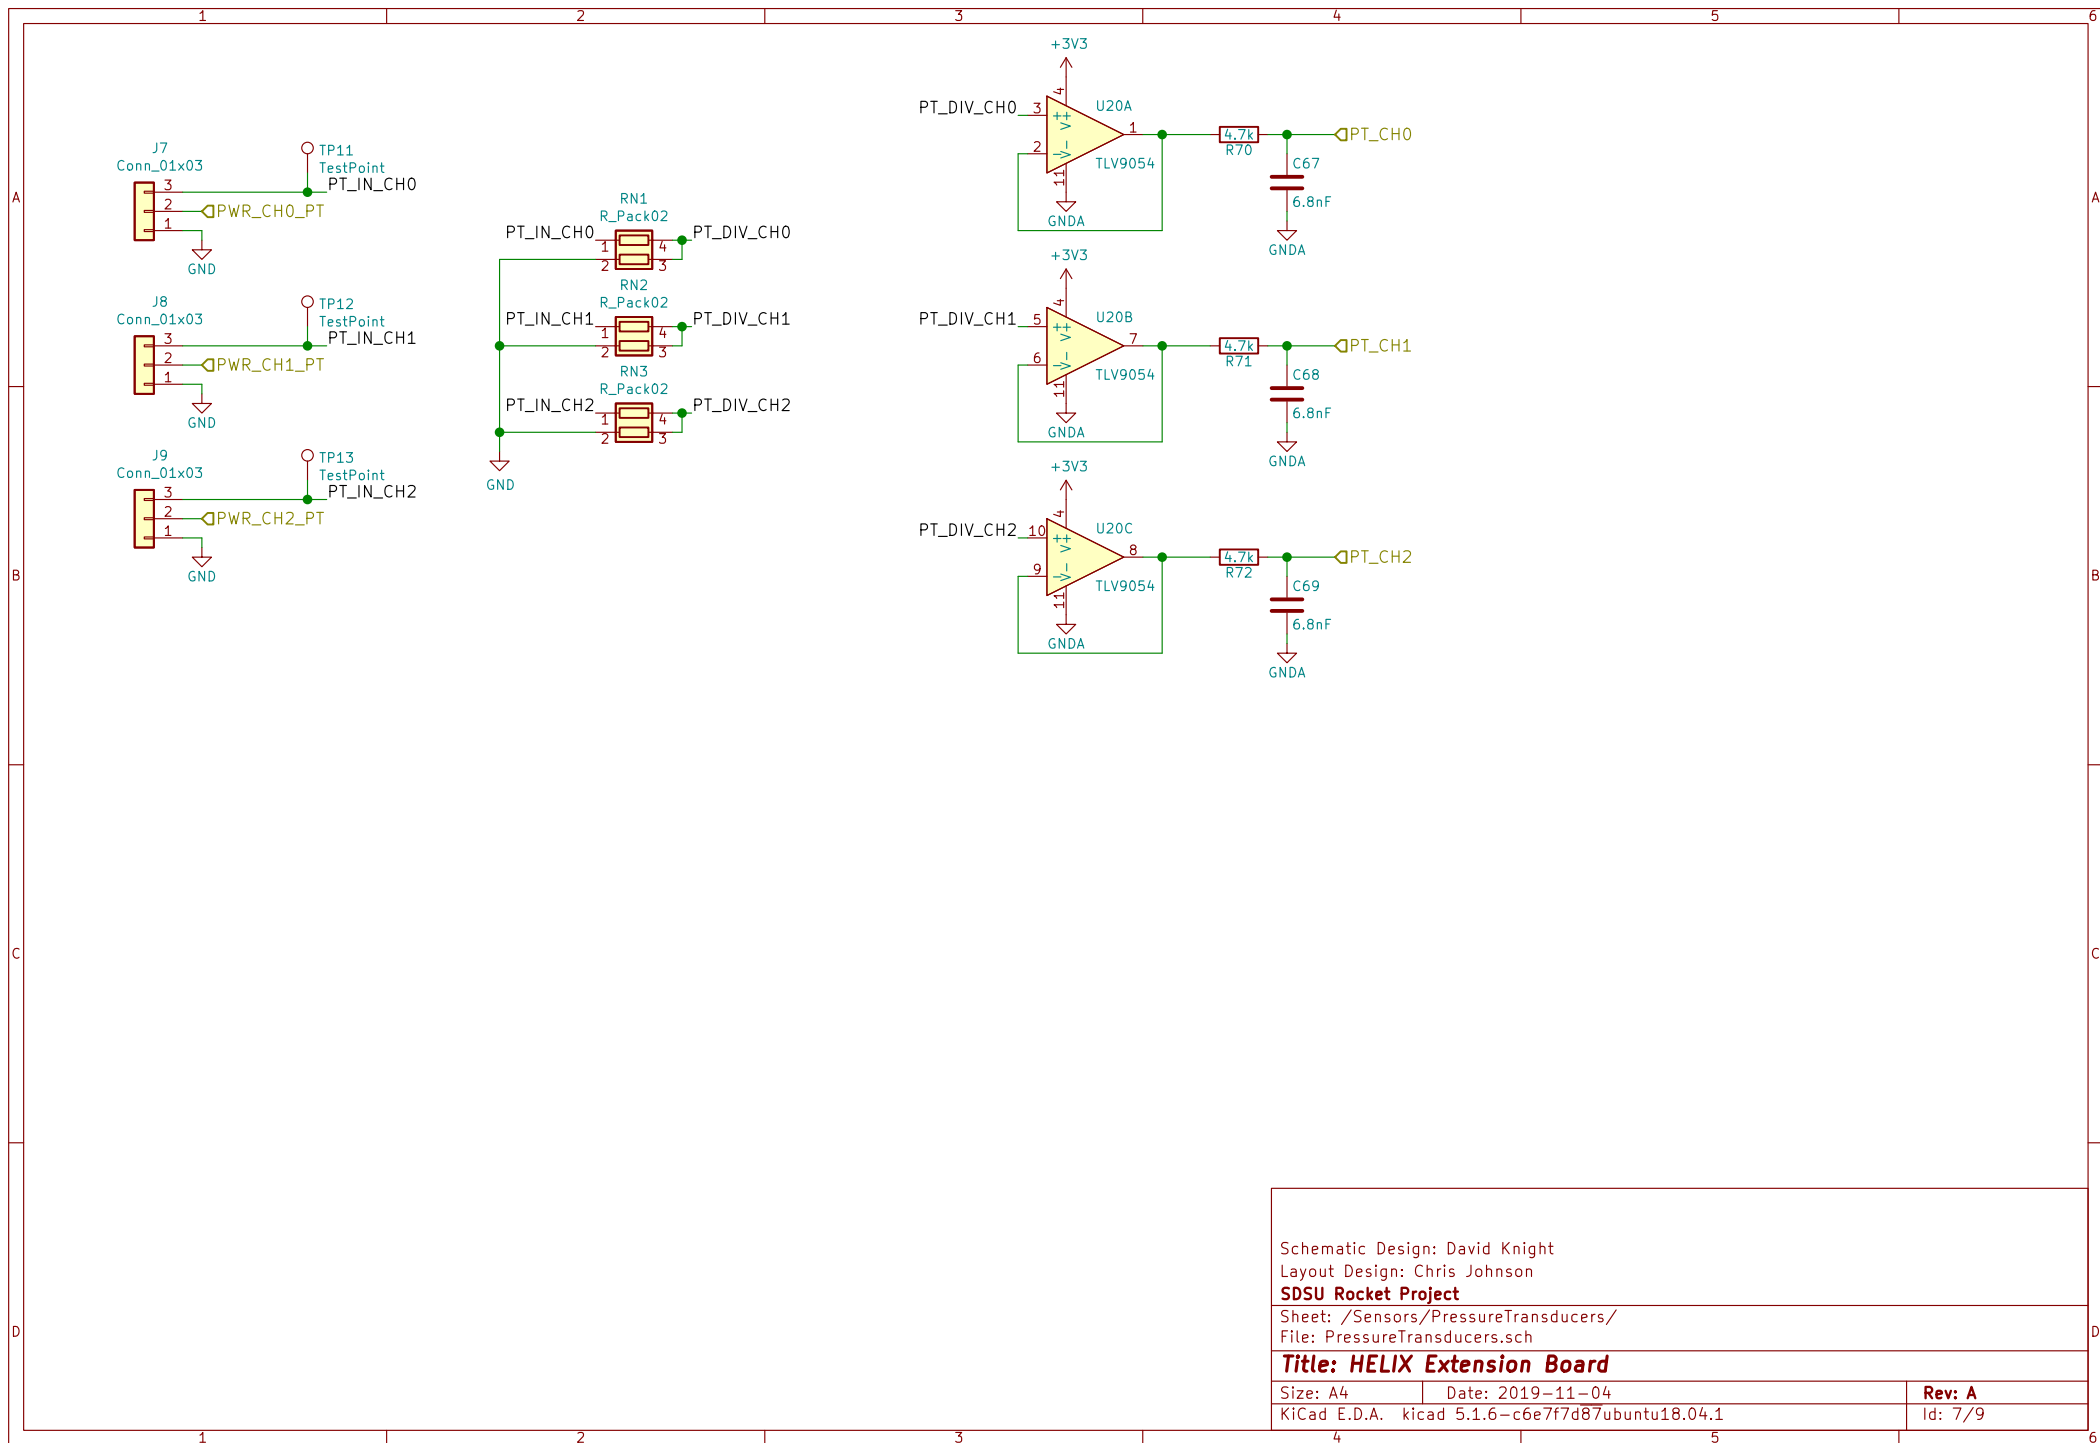 1 2 3 4 5 6
A A
B B
C C
D D
J7
Conn_01x03
3
2
1
TP11
TestPoint
PT_IN_CH0
PWR_CH0_PT
GND
J8
Conn_01x03
3
2
1
TP12
TestPoint
PT_IN_CH1
PWR_CH1_PT
GND
J9
Conn_01x03
3
2
1
TP13
TestPoint
PT_IN_CH2
PWR_CH2_PT
GND
RN1
R_Pack02
PT_IN_CH0 PT_DIV_CH0
1 4
2 3
RN2
R_Pack02
PT_IN_CH1 PT_DIV_CH1
1 4
2 3
RN3
R_Pack02
PT_IN_CH2 PT_DIV_CH2
1 4
2 3
GND
+3V3
4
PT_DIV_CH0 3 ++ U20A
V
1 4.7k PT_CH0
R70
2 − V- TLV9054
11
GNDA
C67
6.8nF
GNDA
+3V3
4
PT_DIV_CH1 5 ++ U20B
V
7 4.7k PT_CH1
R71
6 − V- TLV9054
11
GNDA
C68
6.8nF
GNDA
+3V3
4
PT_DIV_CH2 10 ++ U20C
V
8 4.7k PT_CH2
R72
9 − V- TLV9054
11
GNDA
C69
6.8nF
GNDA
Schematic Design: David Knight
Layout Design: Chris Johnson
SDSU Rocket Project
Sheet: /Sensors/PressureTransducers/
File: PressureTransducers.sch
Title: HELIX Extension Board
Size: A4 Date: 2019-11-04 Rev: A
KiCad E.D.A. kicad 5.1.6-c6e7f7d87ubuntu18.04.1 Id: 7/9
1 2 3 4 5 6